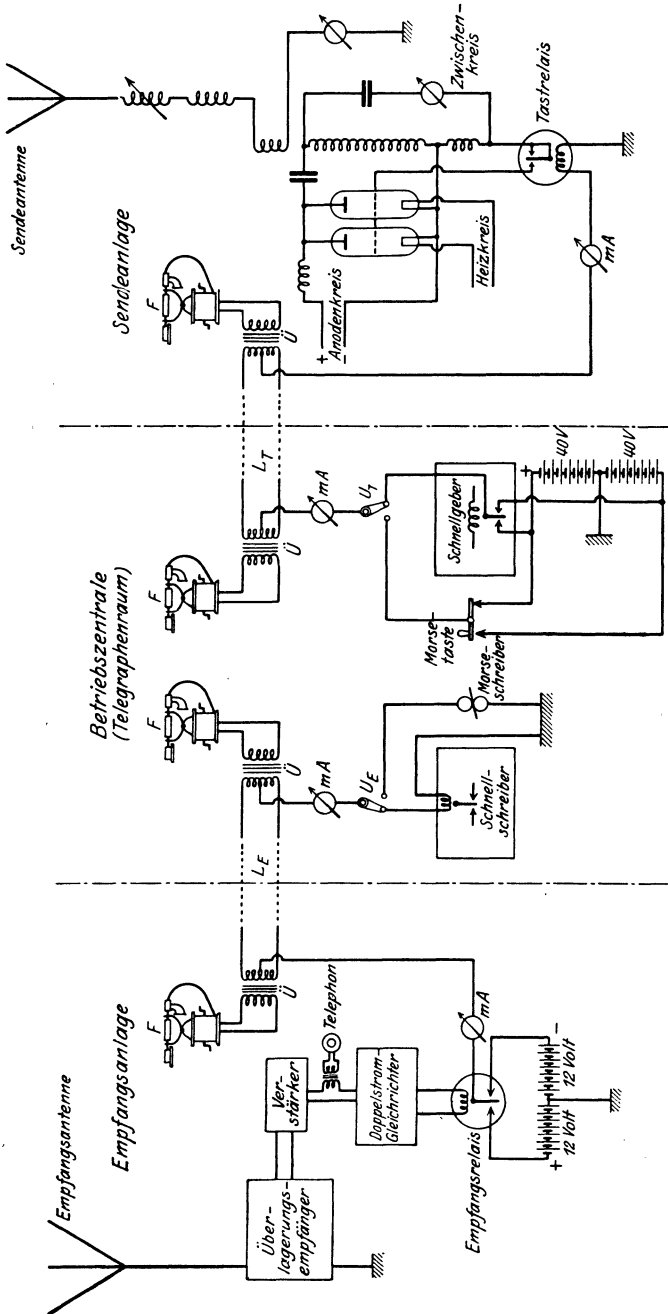 Empfangsantenne
Empfangsanlage
F
Ü
Über-
lagerungs-
empfänger
Ver-
stärker
Telephon
Doppelstrom-
Gleichrichter
Empfangsrelais
mA
+
12 Volt
12 Volt
−
L_E
Betriebszentrale
(Telegraphenraum)
F
Ü
mA
U_E
Schnell-
schreiber
Morse-
schreiber
F
Ü
L_T
mA
U_T
Schnellgeber
Morse-
taste
+
40V
40V
Sendeanlage
F
Ü
Sendeantenne
+
Anodenkreis
−
Heizkreis
Zwischen-
kreis
Tastrelais
mA